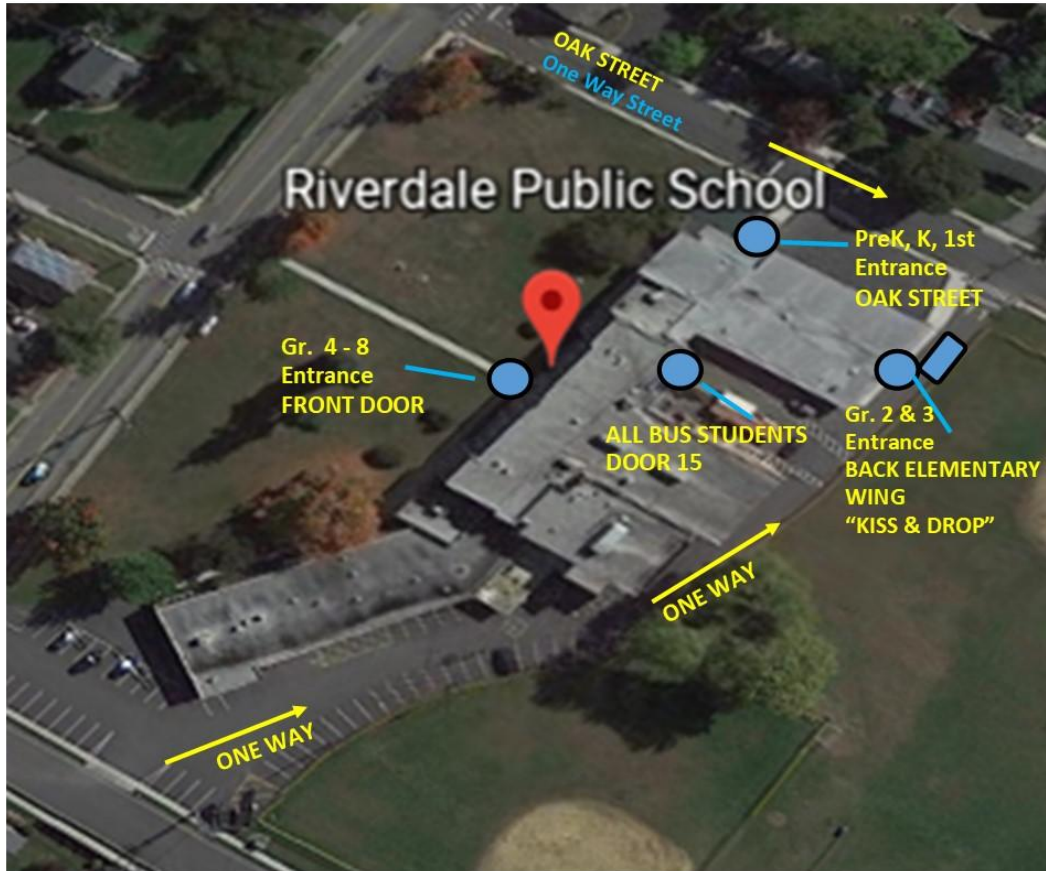 OAK STREET
One Way Street
Riverdale Public School
PreK, K, 1st
Entrance
OAK STREET
Gr. 4 - 8
Entrance
FRONT DOOR
ALL BUS STUDENTS
DOOR 15
Gr. 2 & 3
Entrance
BACK ELEMENTARY
WING
“KISS & DROP”
ONE WAY
ONE WAY